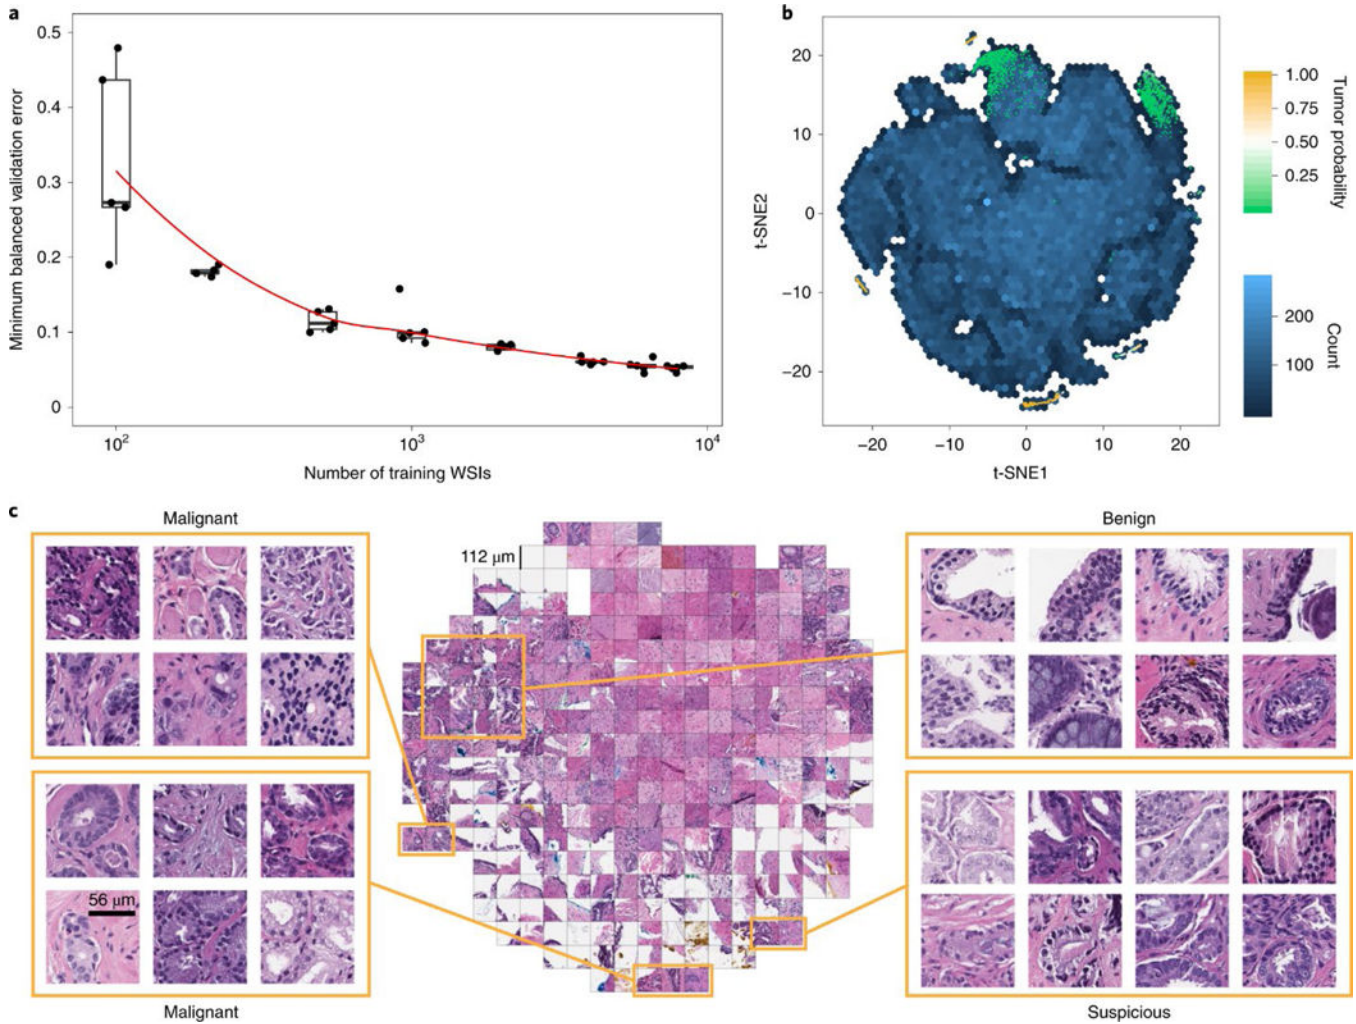 a
Minimum balanced validation error
0.5
0.4
0.3
0.2
0.1
0
10²
10³
10⁴
Number of training WSIs
b
t-SNE2
20
10
0
−10
−20
−20
−10
0
10
20
t-SNE1
1.00
0.75
0.50
0.25
Tumor probability
200
100
Count
c
Malignant
112 μm
Benign
56 μm
Malignant
Suspicious